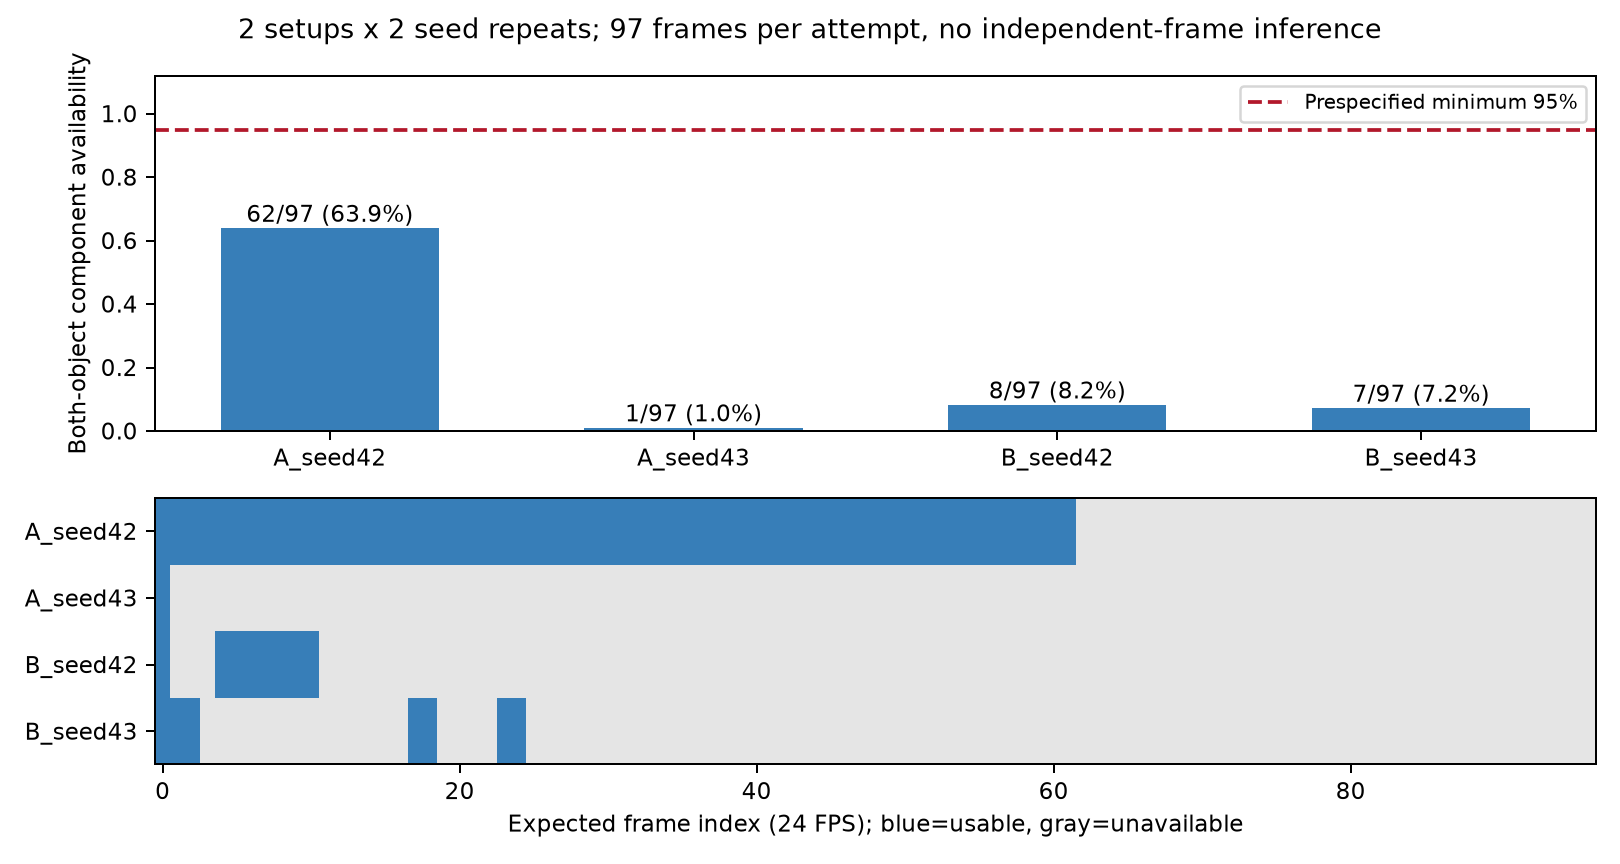 2 setups x 2 seed repeats; 97 frames per attempt, no independent-frame inference
Both-object component availability
1.0
0.8
0.6
0.4
0.2
0.0
Prespecified minimum 95%
62/97 (63.9%)
1/97 (1.0%)
8/97 (8.2%)
7/97 (7.2%)
A_seed42
A_seed43
B_seed42
B_seed43
A_seed42
A_seed43
B_seed42
B_seed43
0
20
40
60
80
Expected frame index (24 FPS); blue=usable, gray=unavailable